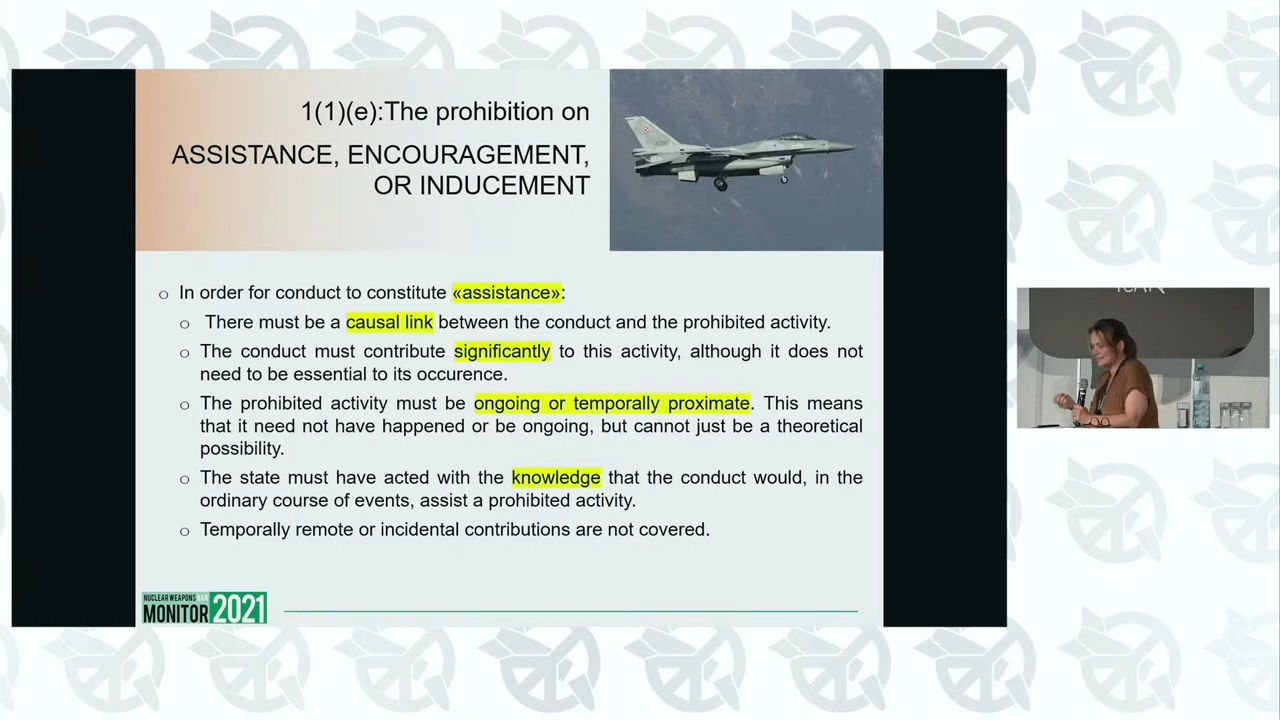 1(1)(e):The prohibition on
ASSISTANCE, ENCOURAGEMENT,
OR INDUCEMENT
o In order for conduct to constitute «assistance»:
o There must be a causal link between the conduct and the prohibited activity.
o The conduct must contribute significantly to this activity, although it does not
need to be essential to its occurence.
o The prohibited activity must be ongoing or temporally proximate. This means
that it need not have happened or be ongoing, but cannot just be a theoretical
possibility.
o The state must have acted with the knowledge that the conduct would, in the
ordinary course of events, assist a prohibited activity.
o Temporally remote or incidental contributions are not covered.
NUCLEAR WEAPONS BAN
MONITOR 2021
ICAN